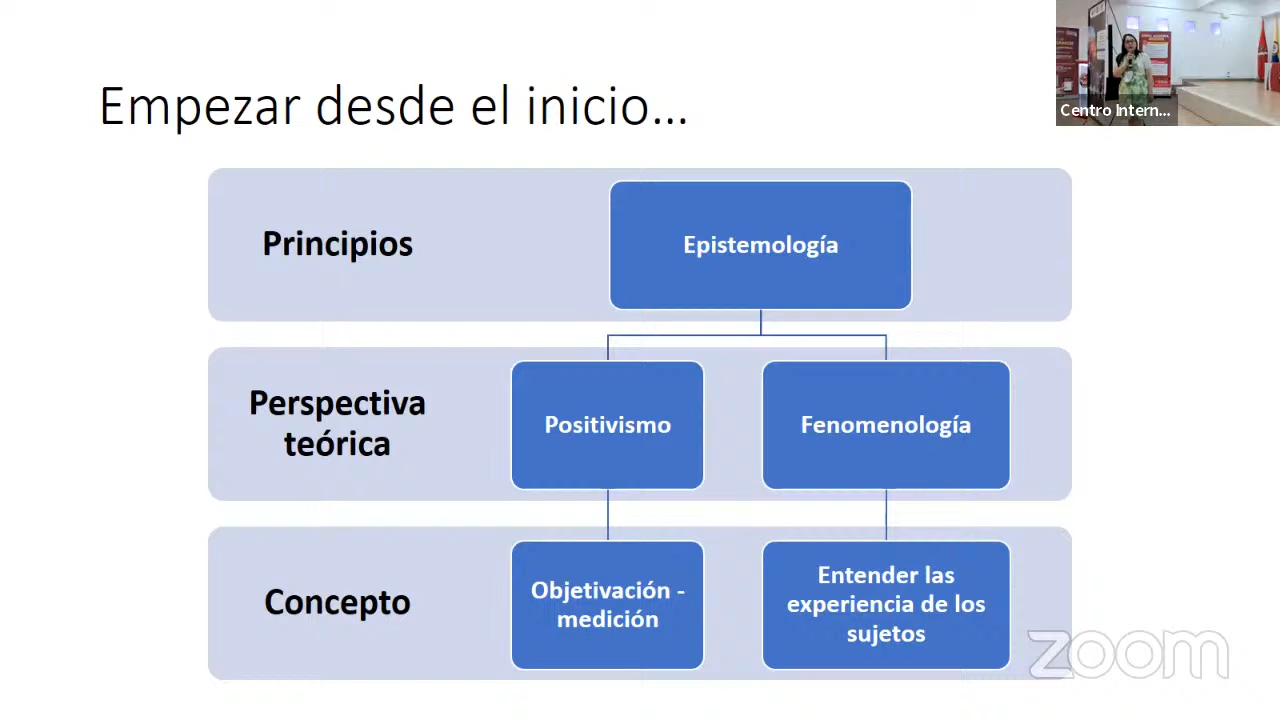 Empezar desde el inicio...
Centro Intern...
Principios
Epistemología
Perspectiva
teórica
Positivismo
Fenomenología
Concepto
Objetivación -
medición
Entender las
experiencia de los
sujetos
zoom